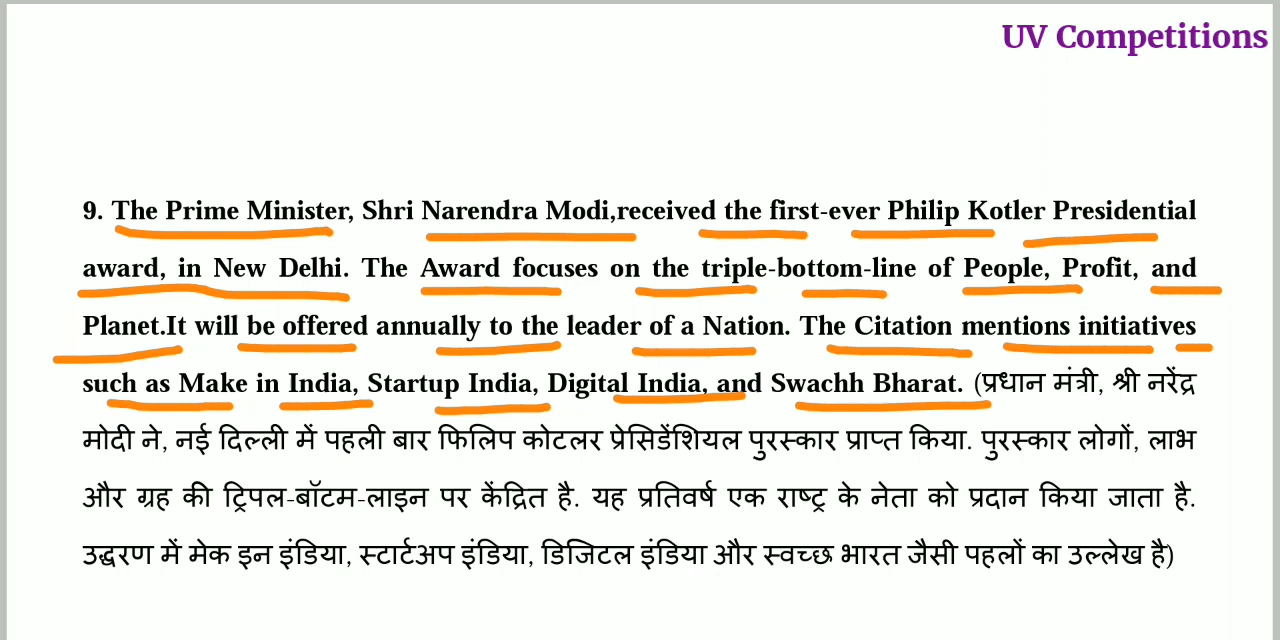 UV Competitions
9. The Prime Minister, Shri Narendra Modi,received the first-ever Philip Kotler Presidential
award, in New Delhi. The Award focuses on the triple-bottom-line of People, Profit, and
Planet.It will be offered annually to the leader of a Nation. The Citation mentions initiatives
such as Make in India, Startup India, Digital India, and Swachh Bharat. (प्रधान मंत्री, श्री नरेंद्र
मोदी ने, नई दिल्ली में पहली बार फिलिप कोटलर प्रेसिडेंशियल पुरस्कार प्राप्त किया. पुरस्कार लोगों, लाभ
और ग्रह की ट्रिपल-बॉटम-लाइन पर केंद्रित है. यह प्रतिवर्ष एक राष्ट्र के नेता को प्रदान किया जाता है.
उद्धरण में मेक इन इंडिया, स्टार्टअप इंडिया, डिजिटल इंडिया और स्वच्छ भारत जैसी पहलों का उल्लेख है)